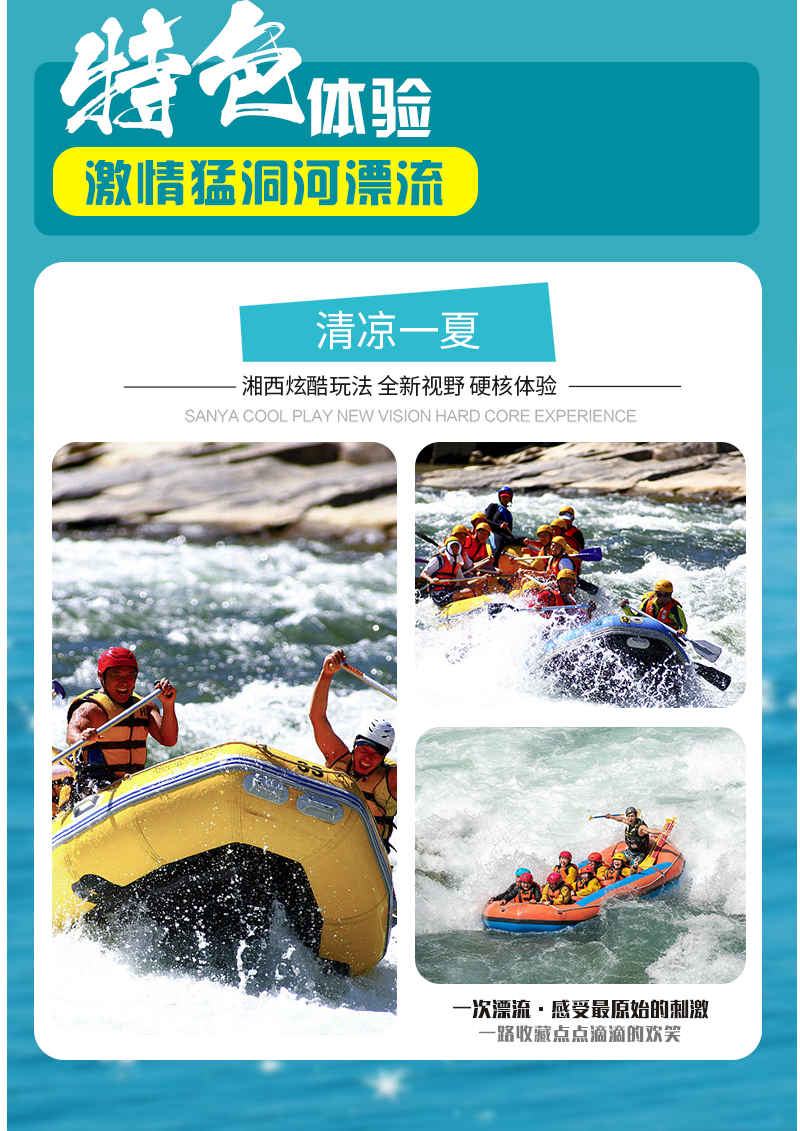 特色体验
激情猛洞河漂流
清凉一夏
湘西炫酷玩法 全新视野 硬核体验
SANYA COOL PLAY NEW VISION HARD CORE EXPERIENCE
一次漂流·感受最原始的刺激
一路收藏点点滴滴的欢笑